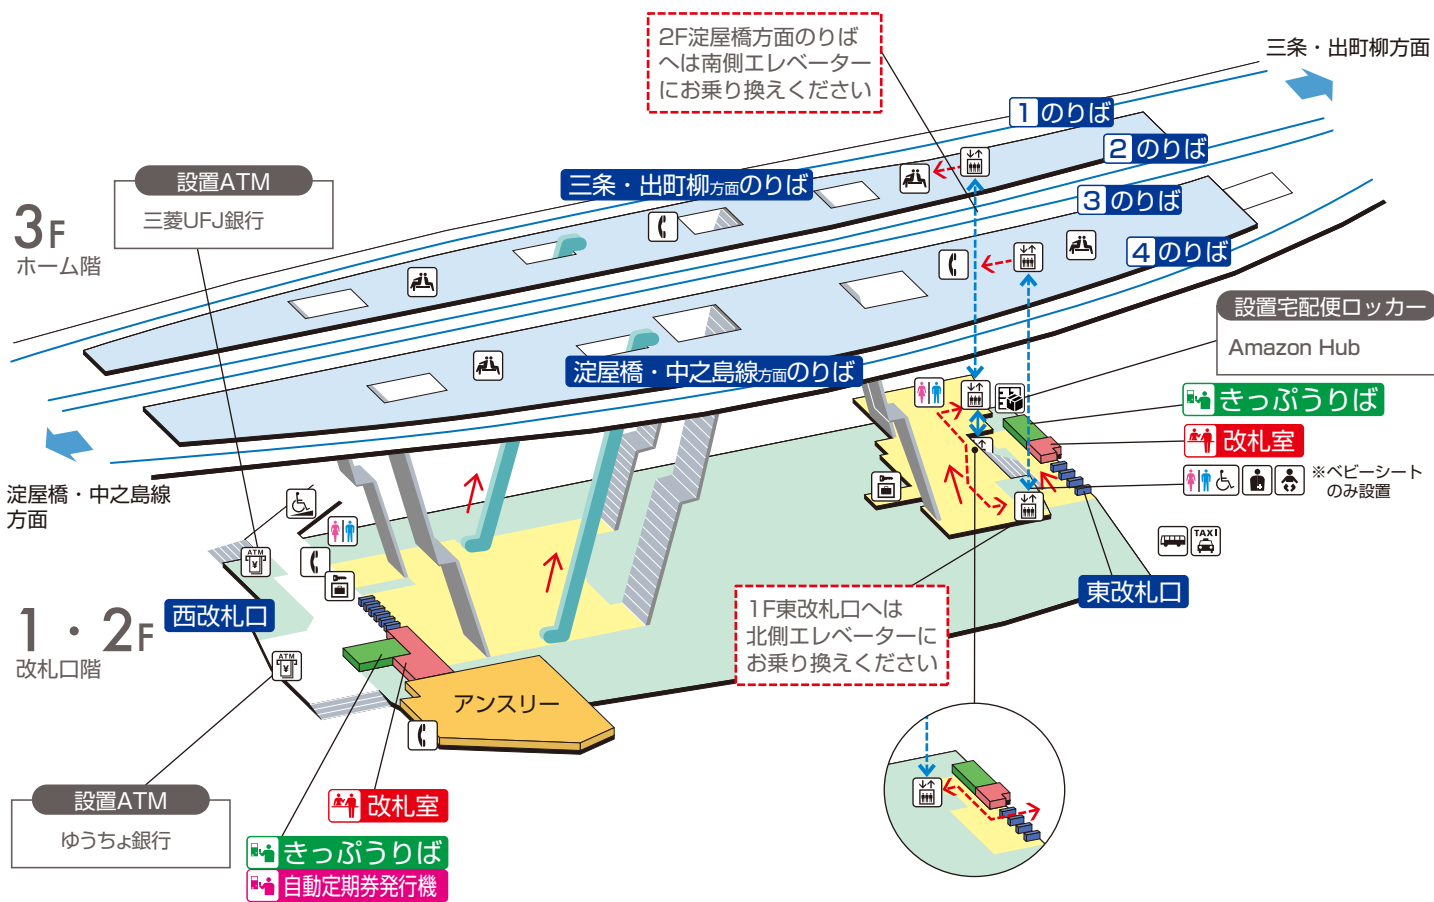 2F淀屋橋方面のりば
へは南側エレベーター
にお乗り換えください
三条・出町柳方面
1 のりば
2 のりば
3 のりば
4 のりば
三条・出町柳方面のりば
設置ATM
三菱UFJ銀行
3F
ホーム階
設置宅配便ロッカー
Amazon Hub
淀屋橋・中之島線方面のりば
きっぷうりば
改札室
※ベビーシート
のみ設置
淀屋橋・中之島線
方面
ATM
TAXI
東改札口
西改札口
1・2F
改札口階
1F東改札口へは
北側エレベーターに
お乗り換えください
ATM
アンスリー
設置ATM
ゆうちょ銀行
改札室
きっぷうりば
自動定期券発行機